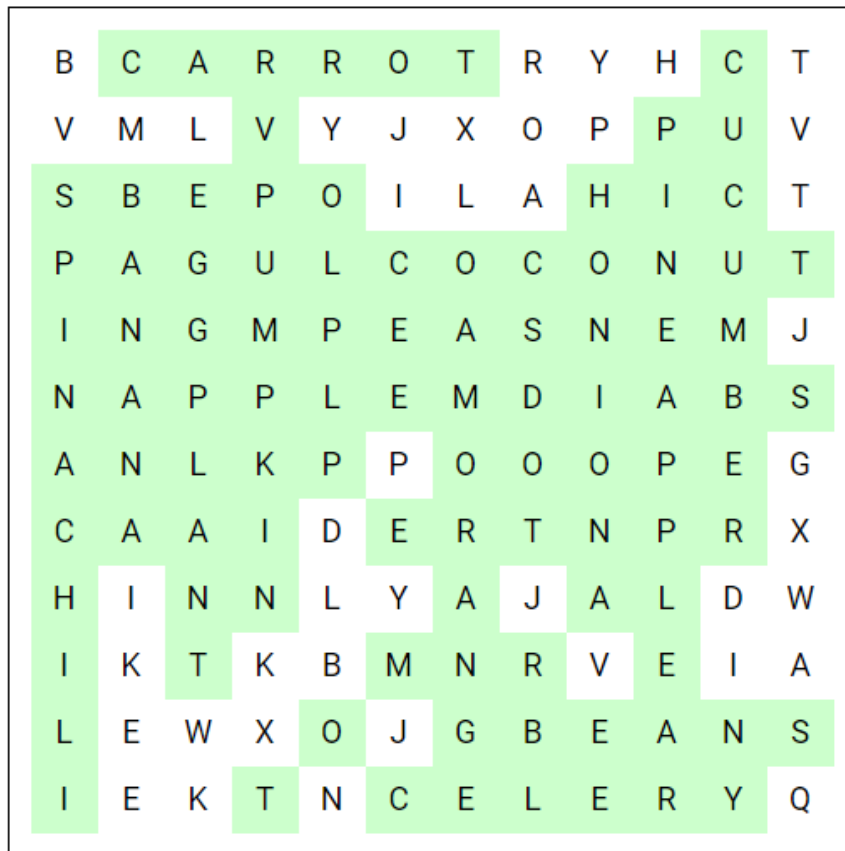 B C A R R O T R Y H C T
V M L V Y J X O P P U V
S B E P O I L A H I C T
P A G U L C O C O N U T
I N G M P E A S N E M J
N A P P L E M D I A B S
A N L K P P O O O P E G
C A A I D E R T N P R X
H I N N L Y A J A L D W
I K T K B M N R V E I A
L E W X O J G B E A N S
I E K T N C E L E R Y Q